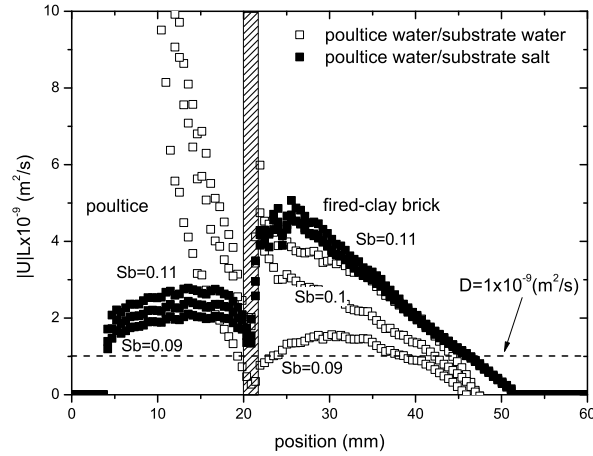 10
8
6
4
2
0
|U|Lx10⁻⁹ (m²/s)
poultice water/substrate water
poultice water/substrate salt
poultice
fired-clay brick
Sb=0.11
Sb=0.11
Sb=0.1
D=1x10⁻⁹(m²/s)
Sb=0.09
Sb=0.09
0 10 20 30 40 50 60
position (mm)